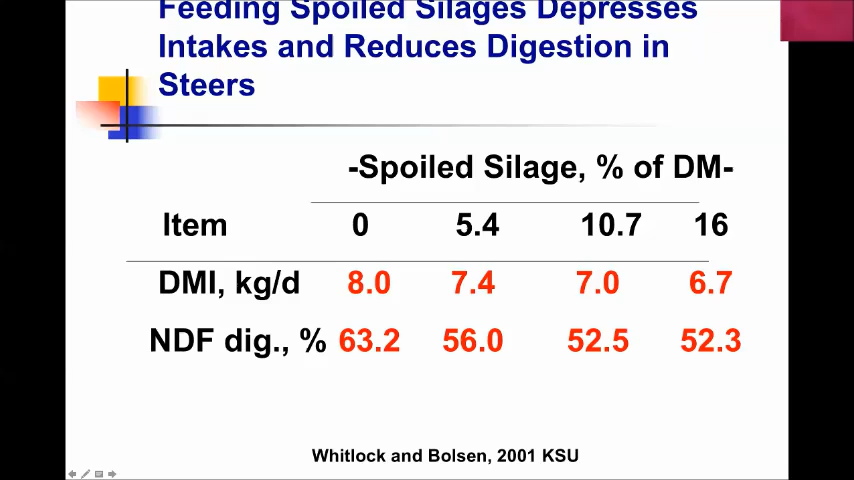 Feeding Spoiled Silages Depresses
Intakes and Reduces Digestion in
Steers
-Spoiled Silage, % of DM-
Item 0 5.4 10.7 16
DMI, kg/d 8.0 7.4 7.0 6.7
NDF dig., % 63.2 56.0 52.5 52.3
Whitlock and Bolsen, 2001 KSU